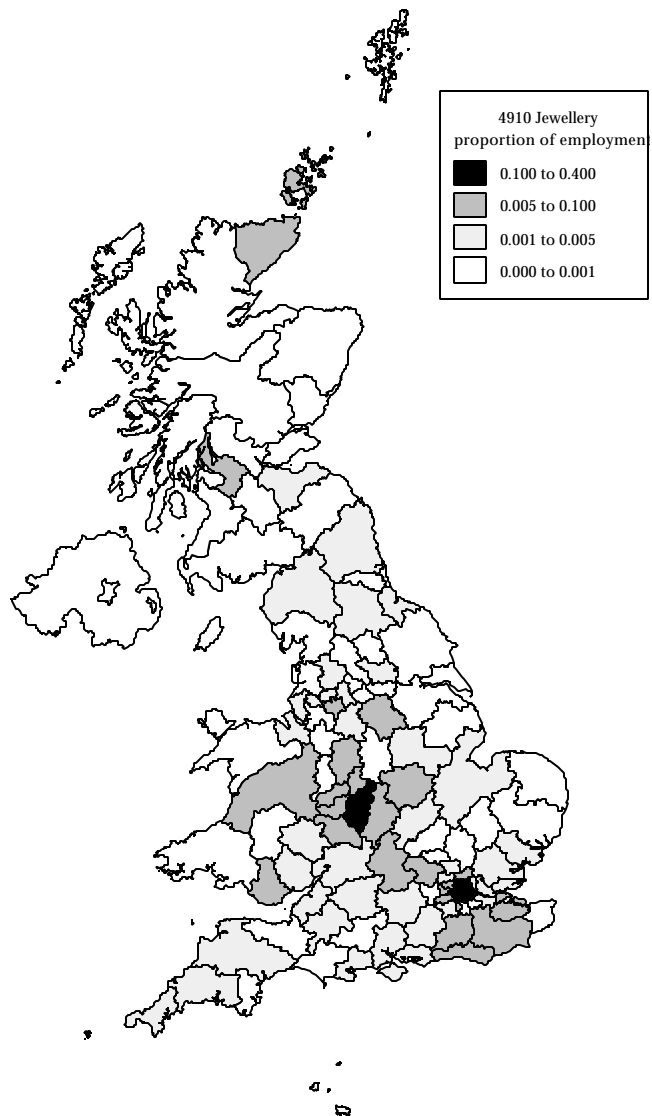 4910 Jewellery
proportion of employment
0.100 to 0.400
0.005 to 0.100
0.001 to 0.005
0.000 to 0.001